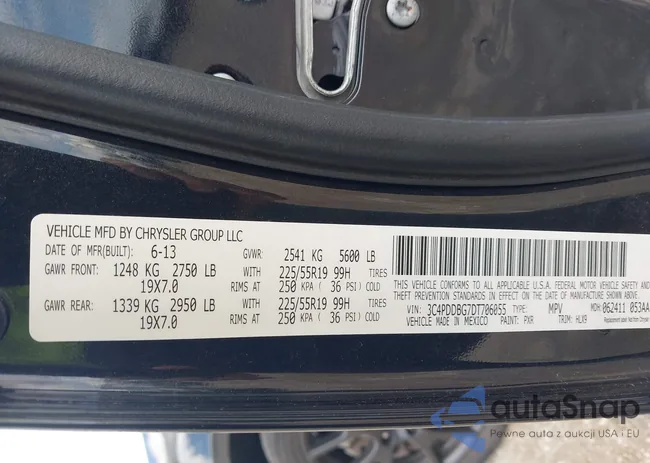 VEHICLE MFD BY CHRYSLER GROUP LLC
DATE OF MFR(BUILT): 6-13 GVWR: 2541 KG 5600 LB
GAWR FRONT: 1248 KG 2750 LB WITH 225/55R19 99H TIRES
19X7.0 RIMS AT 250 KPA ( 36 PSI) COLD
GAWR REAR: 1339 KG 2950 LB WITH 225/55R19 99H TIRES
19X7.0 RIMS AT 250 KPA ( 36 PSI) COLD
THIS VEHICLE CONFORMS TO ALL APPLICABLE U.S.A. FEDERAL MOTOR VEHICLE SAFETY
THEFT PREVENTION STANDARDS IN EFFECT ON THE DATE OF MANUFACTURE SHOWN
VIN: 3C4PDDBG7DT706055 TYPE: MPV MDH: 062411 053AA
VEHICLE MADE IN MEXICO PAINT: PXR TRIM: HLX9
autoSnap
Pewne auta z aukcji USA i EU